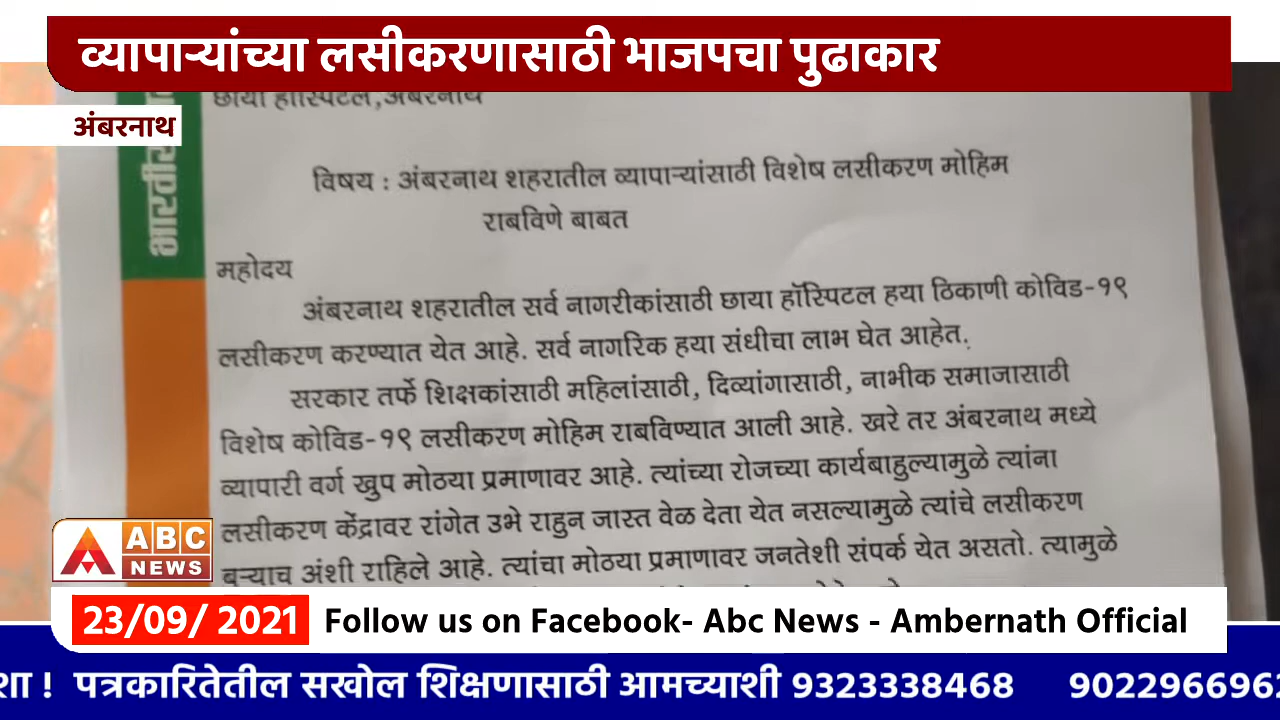 व्यापाऱ्यांच्या लसीकरणासाठी भाजपचा पुढाकार
छाया हॉस्पिटल,अंबरनाथ
अंबरनाथ
भारतीय
विषय : अंबरनाथ शहरातील व्यापाऱ्यांसाठी विशेष लसीकरण मोहिम
राबविणे बाबत
महोदय
अंबरनाथ शहरातील सर्व नागरीकांसाठी छाया हॉस्पिटल हया ठिकाणी कोविड-१९
लसीकरण करण्यात येत आहे. सर्व नागरिक हया संधीचा लाभ घेत आहेत.
सरकार तर्फे शिक्षकांसाठी महिलांसाठी, दिव्यांगासाठी, नाभीक समाजासाठी
विशेष कोविड-१९ लसीकरण मोहिम राबविण्यात आली आहे. खरे तर अंबरनाथ मध्ये
व्यापारी वर्ग खुप मोठया प्रमाणावर आहे. त्यांच्या रोजच्या कार्यबाहुल्यामुळे त्यांना
लसीकरण केंद्रावर रांगेत उभे राहुन जास्त वेळ देता येत नसल्यामुळे त्यांचे लसीकरण
बऱ्याच अंशी राहिले आहे. त्यांचा मोठया प्रमाणावर जनतेशी संपर्क येत असतो. त्यामुळे
ABC
NEWS
23/09/ 2021 Follow us on Facebook- Abc News - Ambernath Official
शा ! पत्रकारितेतील सखोल शिक्षणासाठी आमच्याशी 9323338468 902296696